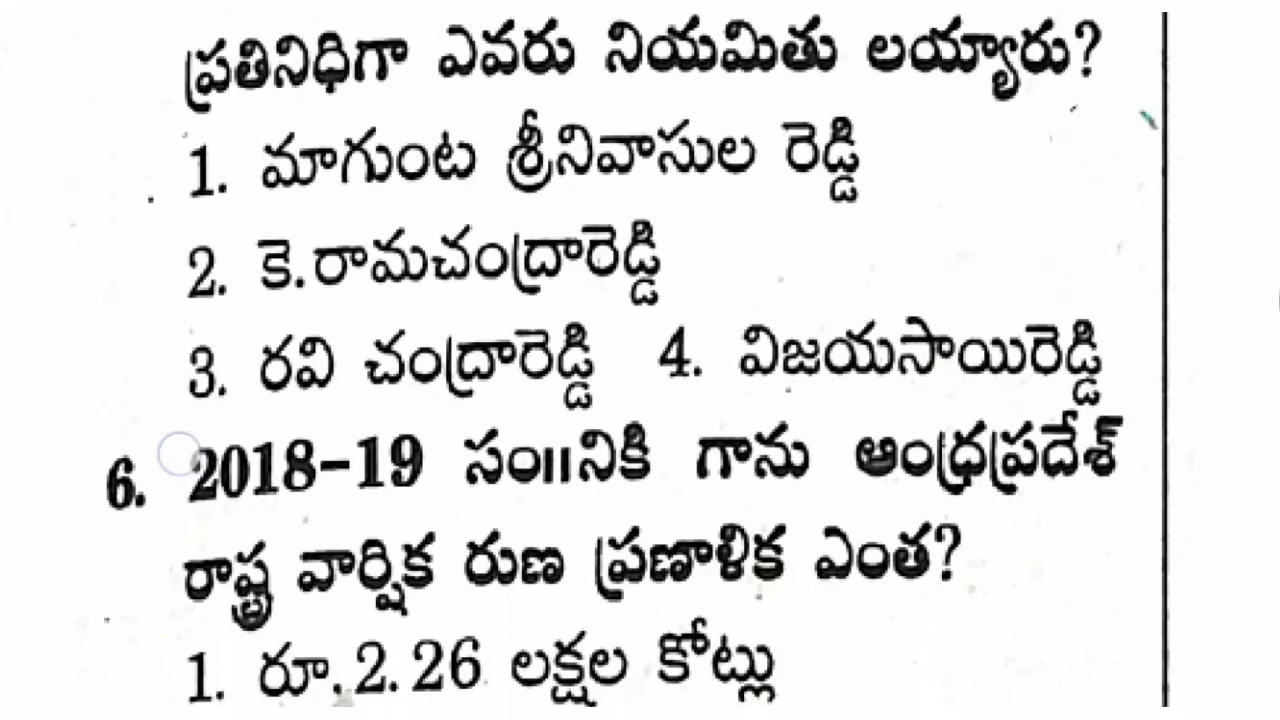 ప్రతినిధిగా ఎవరు నియమితు లయ్యారు?
1. మాగుంట శ్రీనివాసుల రెడ్డి
2. కె.రామచంద్రారెడ్డి
3. రవి చంద్రారెడ్డి 4. విజయసాయిరెడ్డి
6. 2018-19 సం॥నికి గాను ఆంధ్రప్రదేశ్
రాష్ట్ర వార్షిక రుణ ప్రణాళిక ఎంత?
1. రూ.2.26 లక్షల కోట్లు